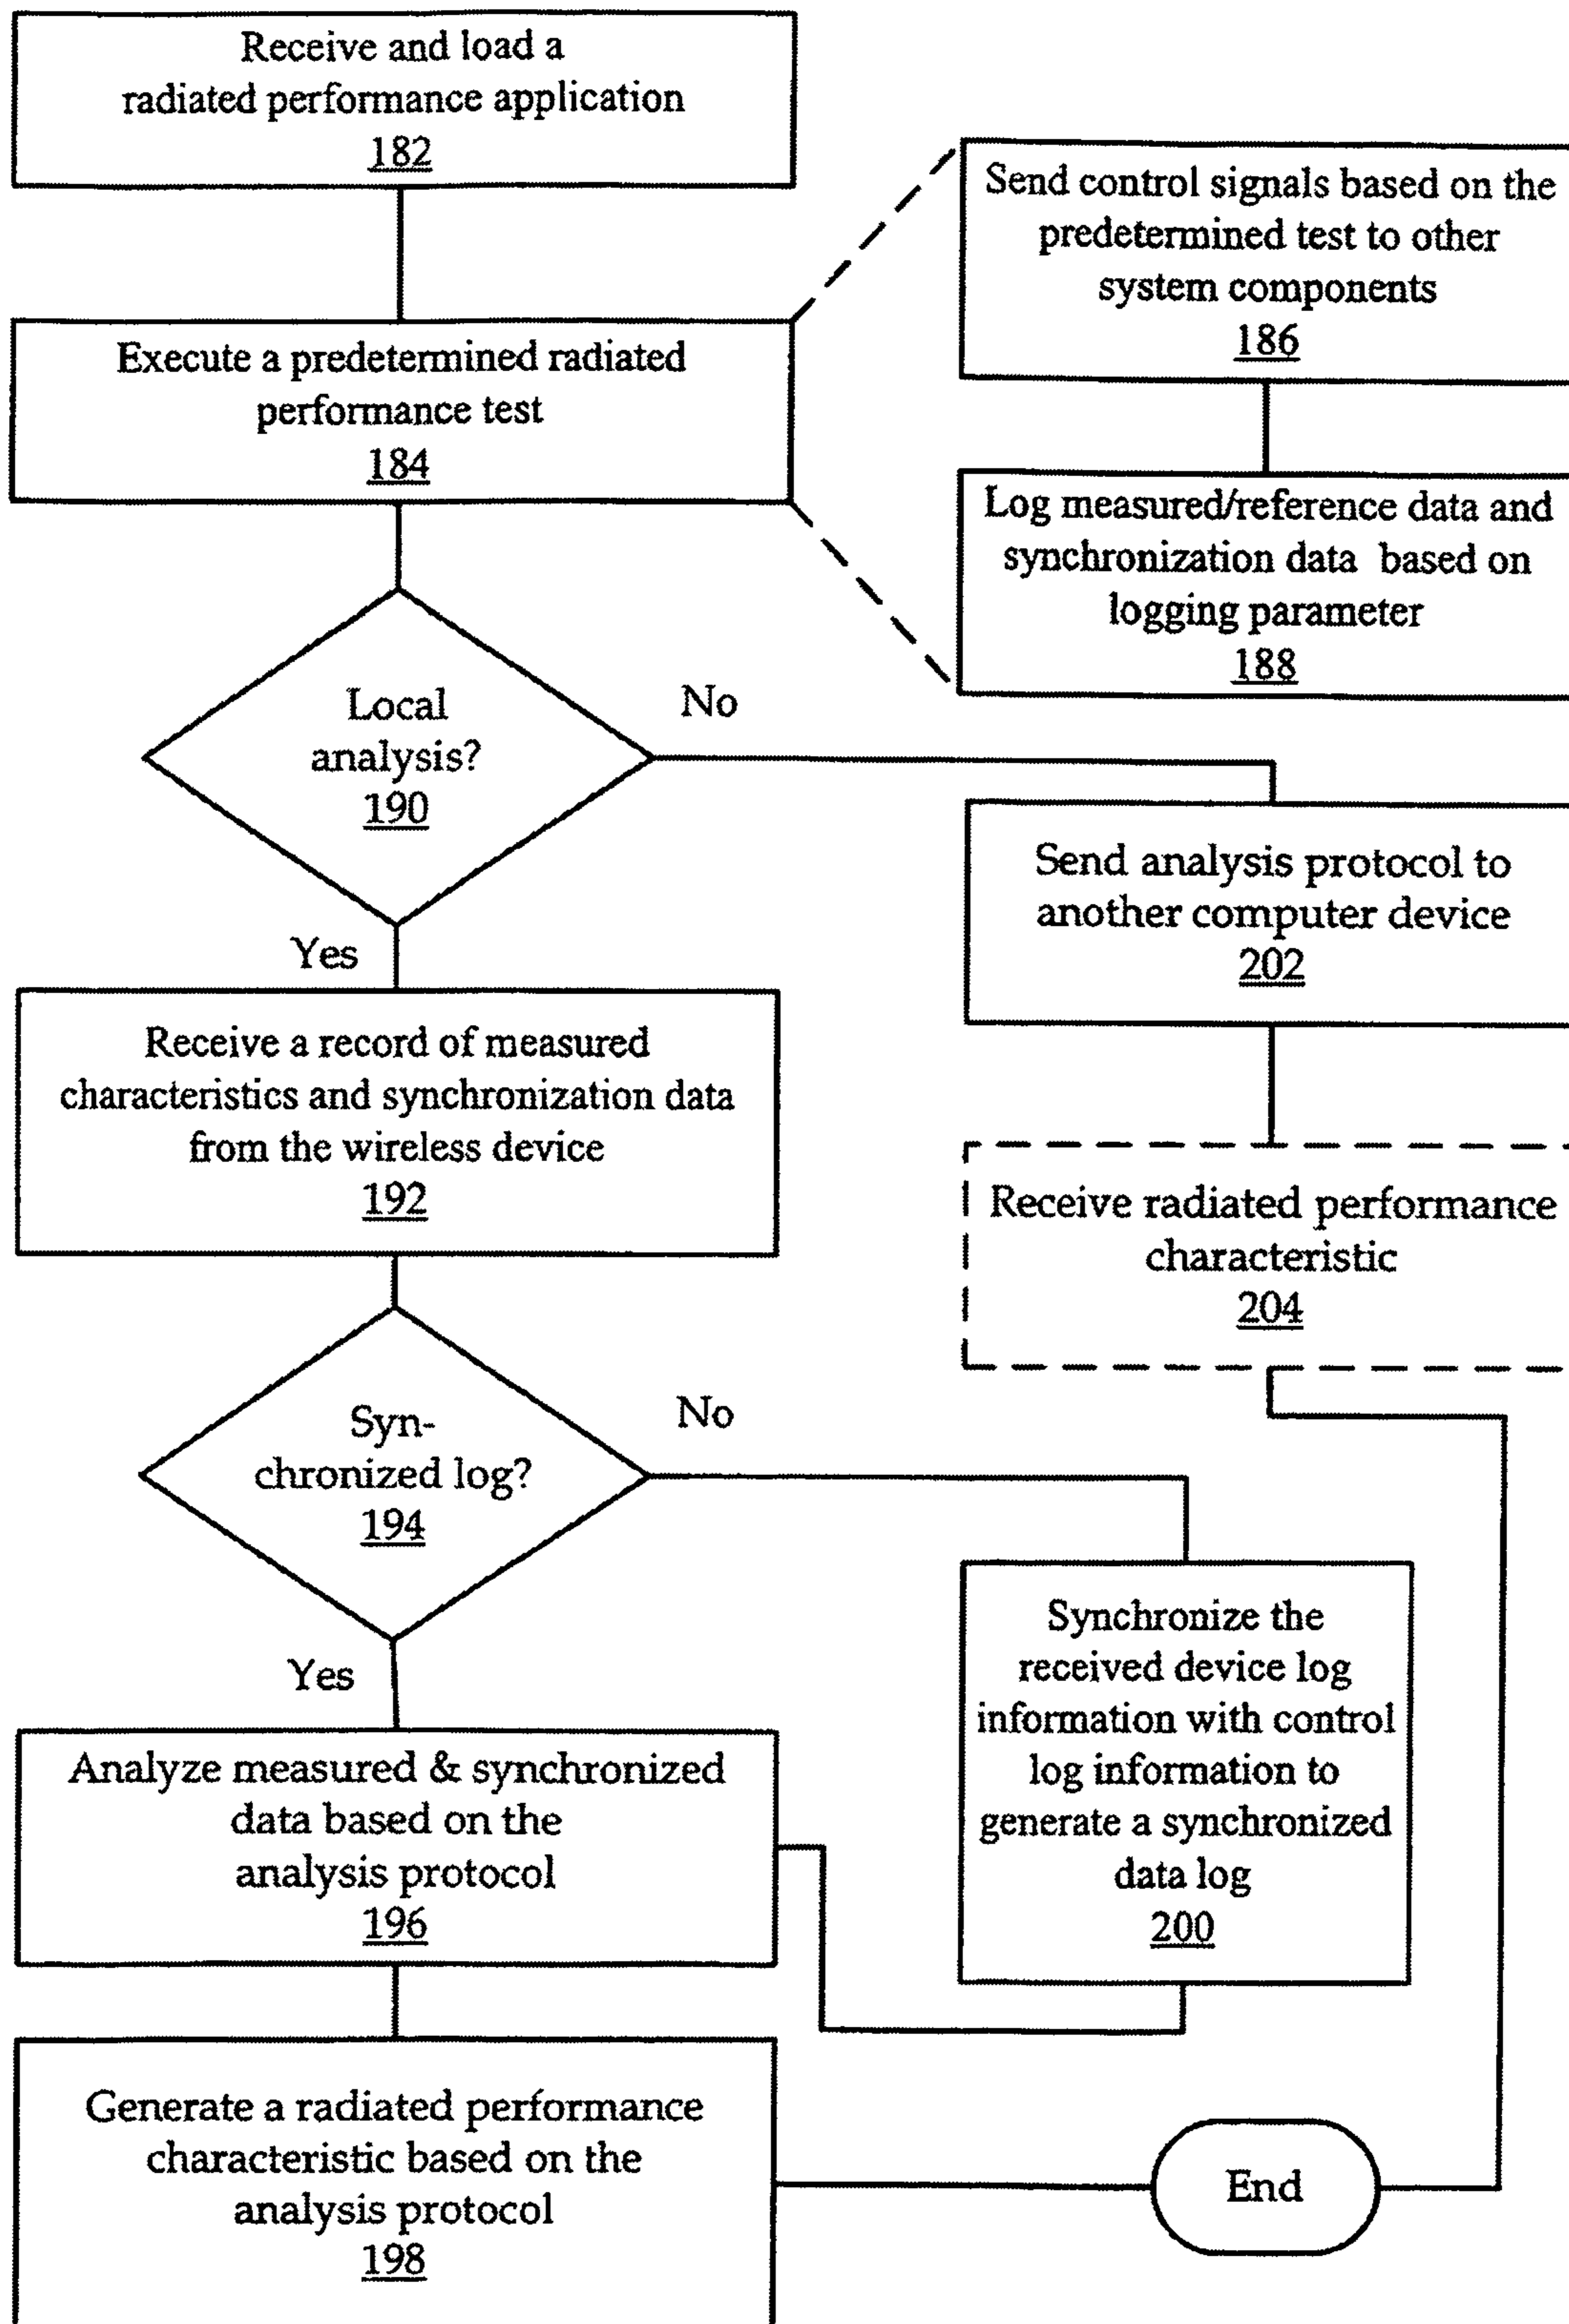 Receive and load a
radiated performance application
182
Send control signals based on the
predetermined test to other
system components
186
Execute a predetermined radiated
performance test
184
Log measured/reference data and
synchronization data based on
logging parameter
188
Local
analysis?
190
No
Yes
Send analysis protocol to
another computer device
202
Receive a record of measured
characteristics and synchronization data
from the wireless device
192
Receive radiated performance
characteristic
204
Syn-
chronized log?
194
No
Yes
Synchronize the
received device log
information with control
log information to
generate a synchronized
data log
200
Analyze measured & synchronized
data based on the
analysis protocol
196
Generate a radiated performance
characteristic based on the
analysis protocol
198
End